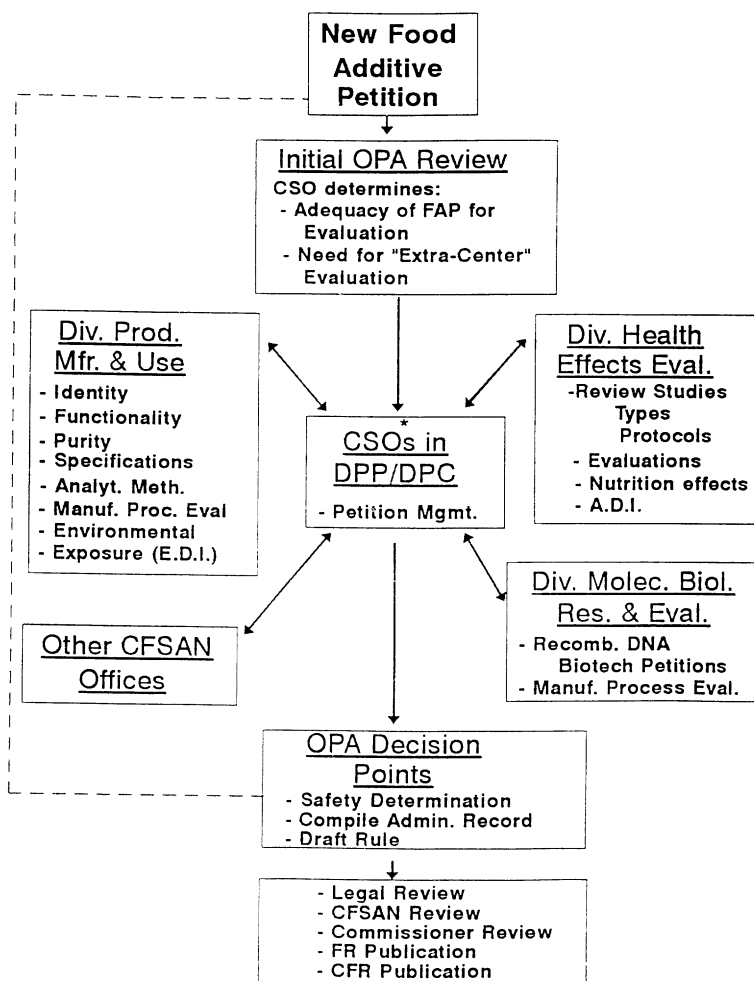 New Food
Additive
Petition
Initial OPA Review
CSO determines:
- Adequacy of FAP for
Evaluation
- Need for "Extra-Center"
Evaluation
Div. Prod.
Mfr. & Use
- Identity
- Functionality
- Purity
- Specifications
- Analyt. Meth.
- Manuf. Proc. Eval
- Environmental
- Exposure (E.D.I.)
Div. Health
Effects Eval.
-Review Studies
Types
Protocols
- Evaluations
- Nutrition effects
- A.D.I.
*
CSOs in
DPP/DPC
- Petition Mgmt.
Other CFSAN
Offices
Div. Molec. Biol.
Res. & Eval.
- Recomb. DNA
Biotech Petitions
- Manuf. Process Eval.
OPA Decision
Points
- Safety Determination
- Compile Admin. Record
- Draft Rule
- Legal Review
- CFSAN Review
- Commissioner Review
- FR Publication
- CFR Publication